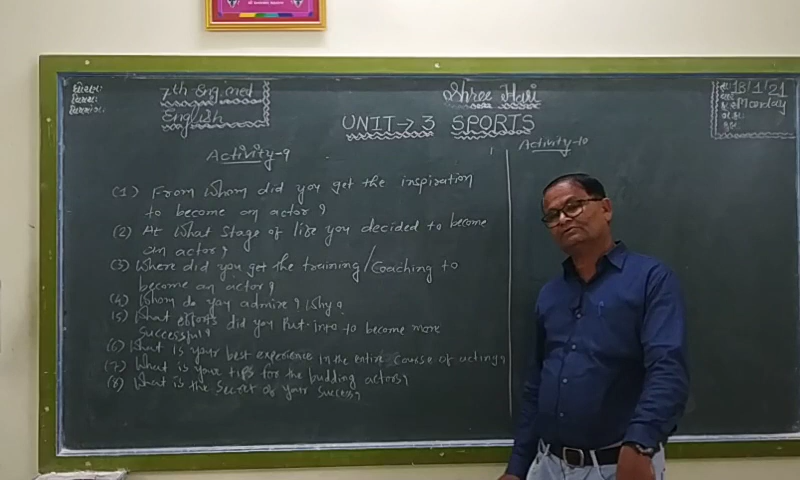 7th eng med
English
Shree Hari
18/1/21
Monday
UNIT → 3 SPORTS
Activity-9
Activity-10
(1) From whom did you get the inspiration
to become an actor?
(2) At what stage of life you decided to become
an actor?
(3) Where did you get the training/coaching to
become an actor?
(4) Whom do you admire? Why?
(5) What efforts did you put-into to become more
successful?
(6) What is your best experience in the entire course of acting?
(7) What is your tips for the budding actors?
(8) What is the secret of your success?